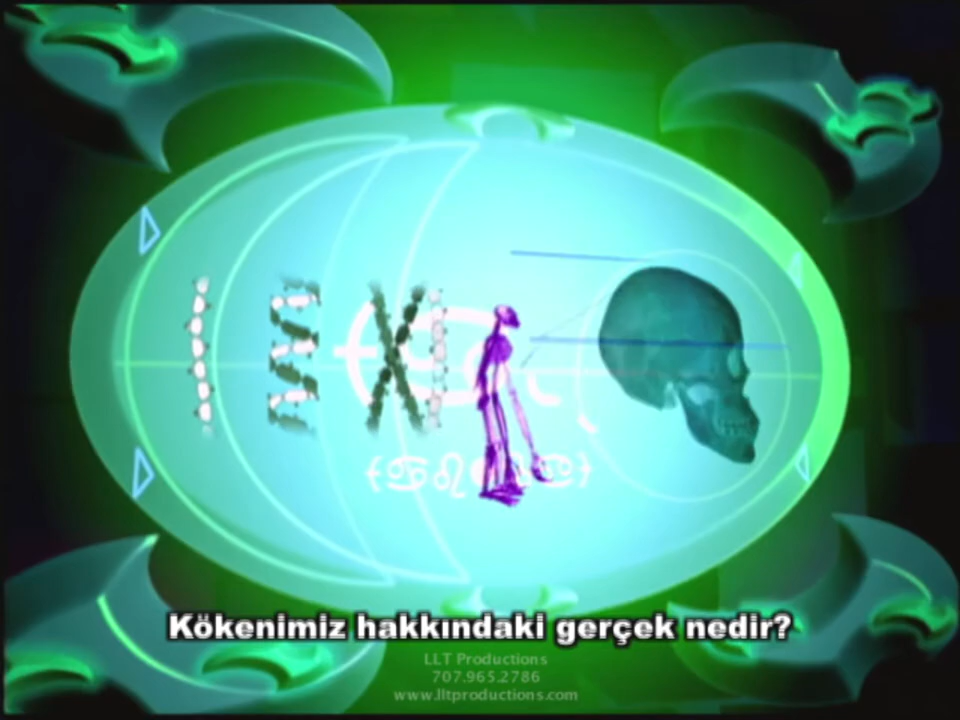 Kökenimiz hakkındaki gerçek nedir?
LLT Productions
707.965.2786
www.lltproductions.com